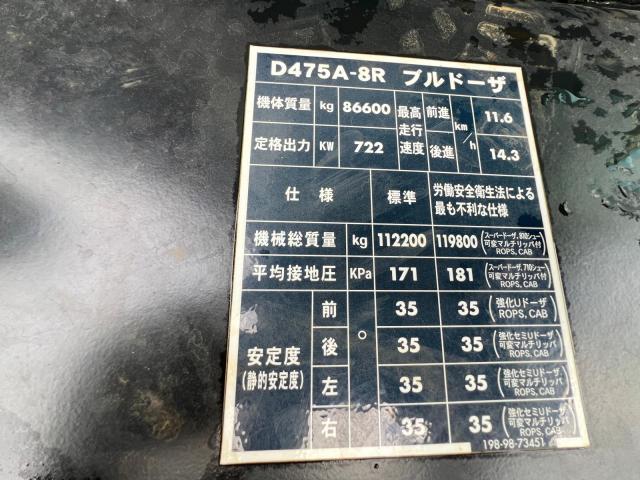 D475A-8R ブルドーザ
機体質量 kg 86600 最高走行速度 前進 km/h 11.6
定格出力 KW 722 後進 14.3
仕様 標準 労働安全衛生法による
最も不利な仕様
機械総質量 kg 112200 119800 (スーパードーザ, 810シュー
可変マルチリッパ付
ROPS, CAB)
平均接地圧 KPa 171 181 (スーパードーザ, 710シュー
可変マルチリッパ付
ROPS, CAB)
安定度
(静的安定度)
前 ° 35 35 (強化Uドーザ
ROPS, CAB)
後 35 35 (強化セミUドーザ
可変マルチリッパ
ROPS, CAB)
左 35 35 (強化セミUドーザ
可変マルチリッパ
ROPS, CAB)
右 35 35 (強化セミUドーザ
可変マルチリッパ
ROPS, CAB)
198-98-73451